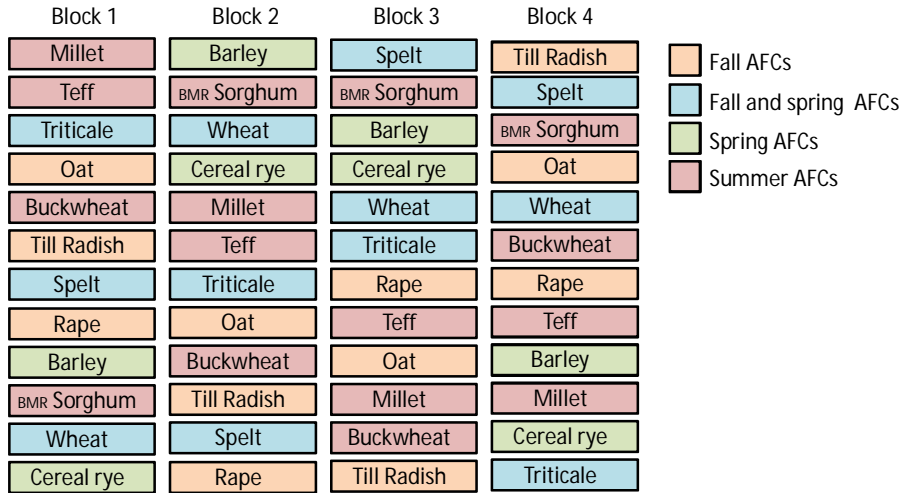 Block 1 Block 2 Block 3 Block 4
Millet Barley Spelt Till Radish
Teff BMR Sorghum BMR Sorghum Spelt
Triticale Wheat Barley BMR Sorghum
Oat Cereal rye Cereal rye Oat
Buckwheat Millet Wheat Wheat
Till Radish Teff Triticale Buckwheat
Spelt Triticale Rape Rape
Rape Oat Teff Teff
Barley Buckwheat Oat Barley
BMR Sorghum Till Radish Millet Millet
Wheat Spelt Buckwheat Cereal rye
Cereal rye Rape Till Radish Triticale
Fall AFCs
Fall and spring AFCs
Spring AFCs
Summer AFCs